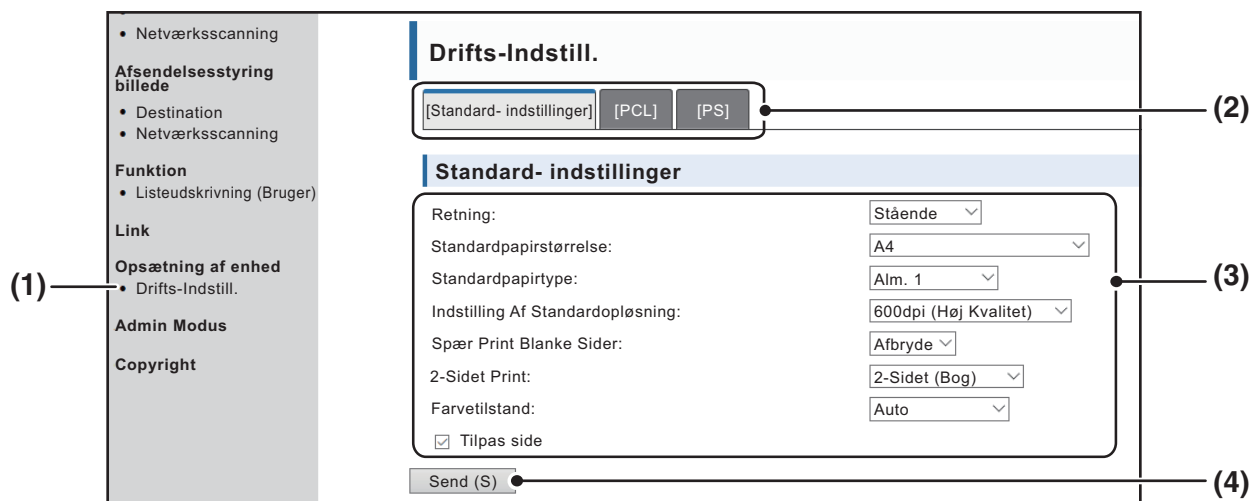 • Netværksscanning
Afsendelsesstyring
billede
• Destination
• Netværksscanning
Funktion
• Listeudskrivning (Bruger)
Link
Opsætning af enhed
(1)
• Drifts-Indstill.
Admin Modus
Copyright
Drifts-Indstill.
[Standard- indstillinger] [PCL] [PS]
(2)
Standard- indstillinger
Retning: Stående
Standardpapirstørrelse: A4
Standardpapirtype: Alm. 1
(3)
Indstilling Af Standardopløsning: 600dpi (Høj Kvalitet)
Spær Print Blanke Sider: Afbryde
2-Sidet Print: 2-Sidet (Bog)
Farvetilstand: Auto
Tilpas side
Send (S)
(4)